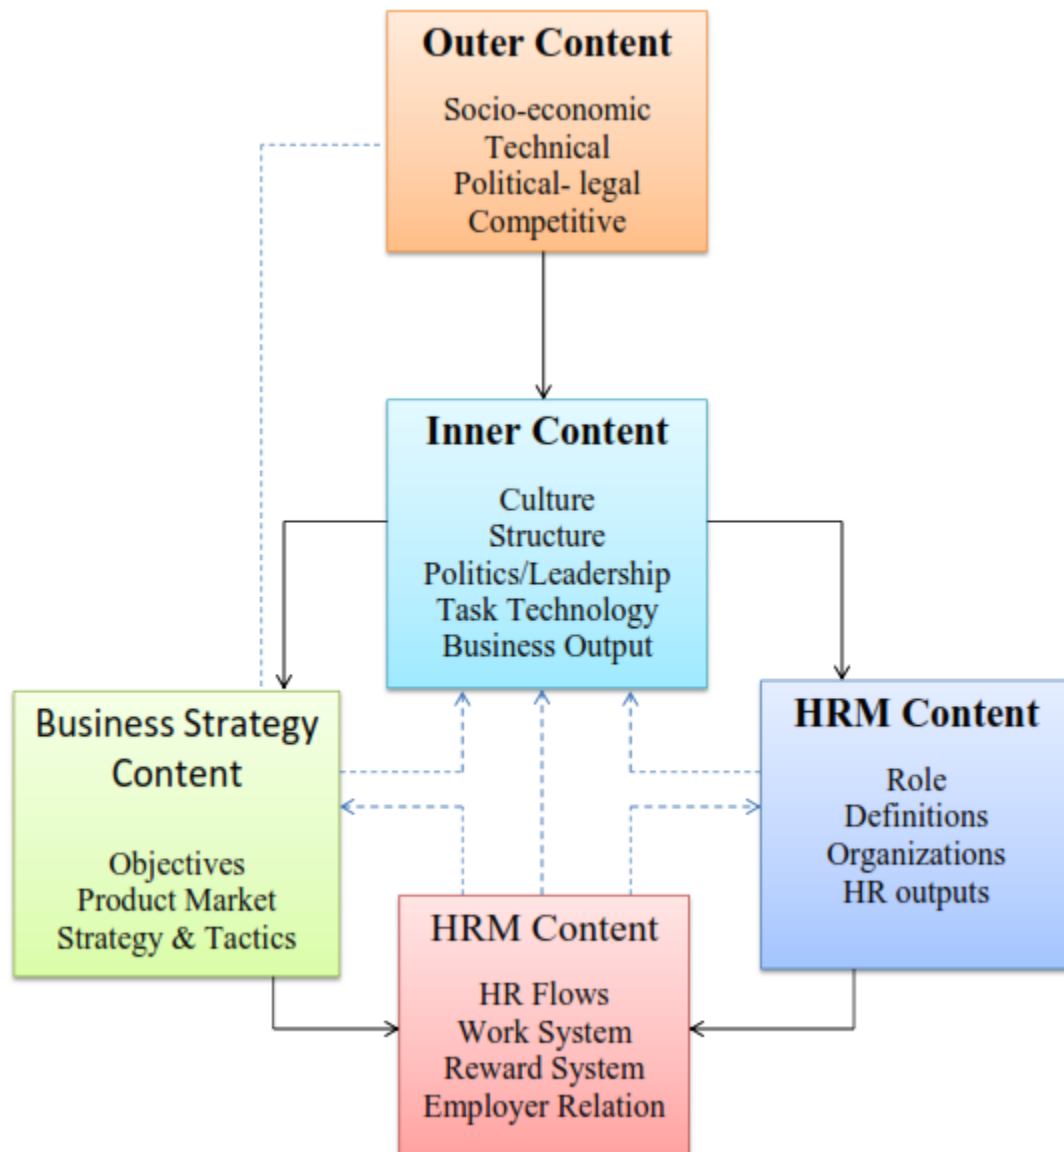 Outer Content
Socio-economic
Technical
Political- legal
Competitive
Inner Content
Culture
Structure
Politics/Leadership
Task Technology
Business Output
Business Strategy
Content
Objectives
Product Market
Strategy & Tactics
HRM Content
Role
Definitions
Organizations
HR outputs
HRM Content
HR Flows
Work System
Reward System
Employer Relation